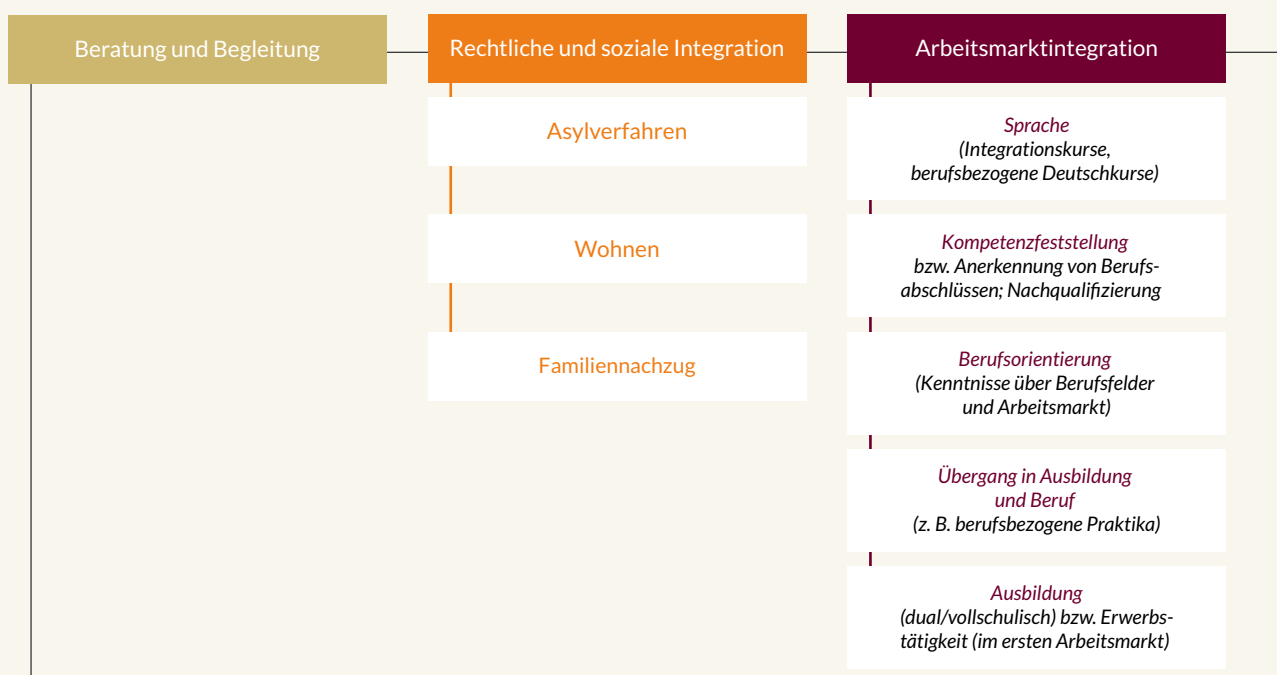 Beratung und Begleitung
Rechtliche und soziale Integration
Asylverfahren
Wohnen
Familiennachzug
Arbeitsmarktintegration
Sprache
(Integrationskurse,
berufsbezogene Deutschkurse)
Kompetenzfeststellung
bzw. Anerkennung von Berufs-
abschlüssen; Nachqualifizierung
Berufsorientierung
(Kenntnisse über Berufsfelder
und Arbeitsmarkt)
Übergang in Ausbildung
und Beruf
(z. B. berufsbezogene Praktika)
Ausbildung
(dual/vollschulisch) bzw. Erwerbs-
tätigkeit (im ersten Arbeitsmarkt)